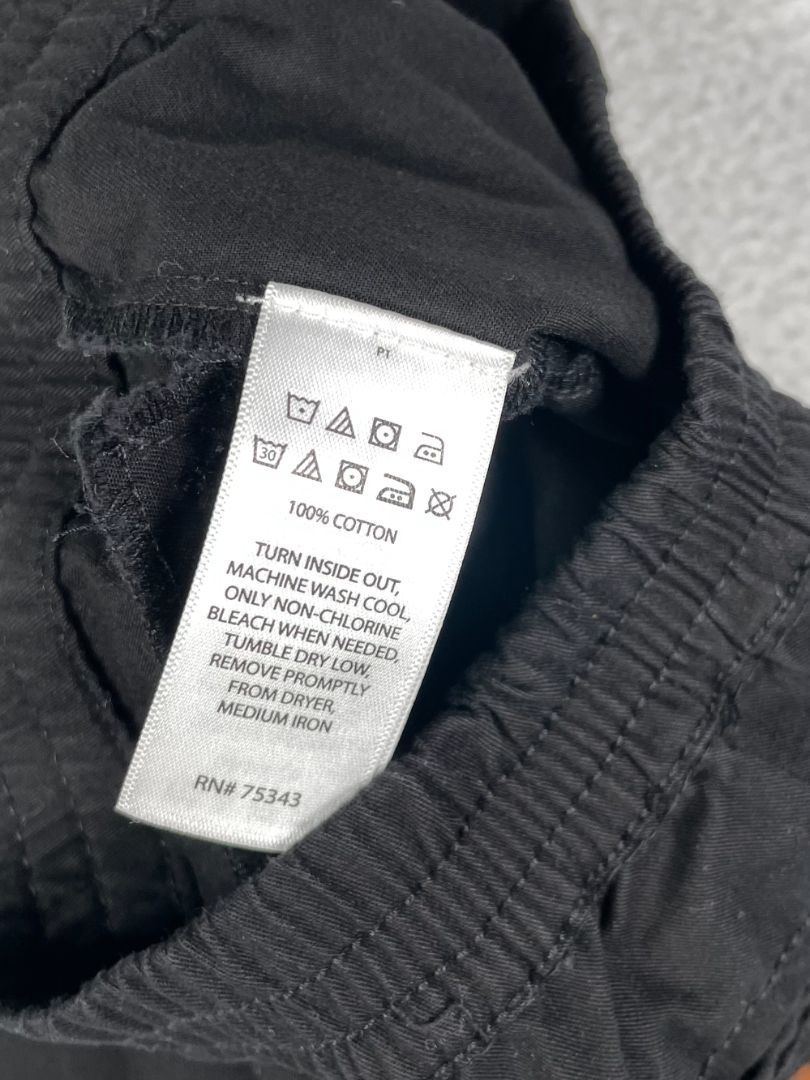 PT
30
100% COTTON
TURN INSIDE OUT,
MACHINE WASH COOL,
ONLY NON-CHLORINE
BLEACH WHEN NEEDED,
TUMBLE DRY LOW,
REMOVE PROMPTLY
FROM DRYER,
MEDIUM IRON
RN# 75343